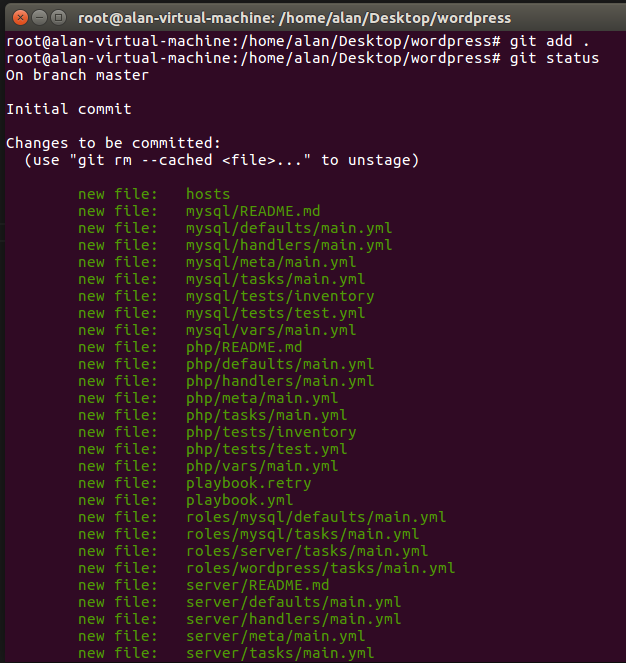 root@alan-virtual-machine: /home/alan/Desktop/wordpress
root@alan-virtual-machine:/home/alan/Desktop/wordpress# git add .
root@alan-virtual-machine:/home/alan/Desktop/wordpress# git status
On branch master

Initial commit

Changes to be committed:
  (use "git rm --cached <file>..." to unstage)

        new file:   hosts
        new file:   mysql/README.md
        new file:   mysql/defaults/main.yml
        new file:   mysql/handlers/main.yml
        new file:   mysql/meta/main.yml
        new file:   mysql/tasks/main.yml
        new file:   mysql/tests/inventory
        new file:   mysql/tests/test.yml
        new file:   mysql/vars/main.yml
        new file:   php/README.md
        new file:   php/defaults/main.yml
        new file:   php/handlers/main.yml
        new file:   php/meta/main.yml
        new file:   php/tasks/main.yml
        new file:   php/tests/inventory
        new file:   php/tests/test.yml
        new file:   php/vars/main.yml
        new file:   playbook.retry
        new file:   playbook.yml
        new file:   roles/mysql/defaults/main.yml
        new file:   roles/mysql/tasks/main.yml
        new file:   roles/server/tasks/main.yml
        new file:   roles/wordpress/tasks/main.yml
        new file:   server/README.md
        new file:   server/defaults/main.yml
        new file:   server/handlers/main.yml
        new file:   server/meta/main.yml
        new file:   server/tasks/main.yml